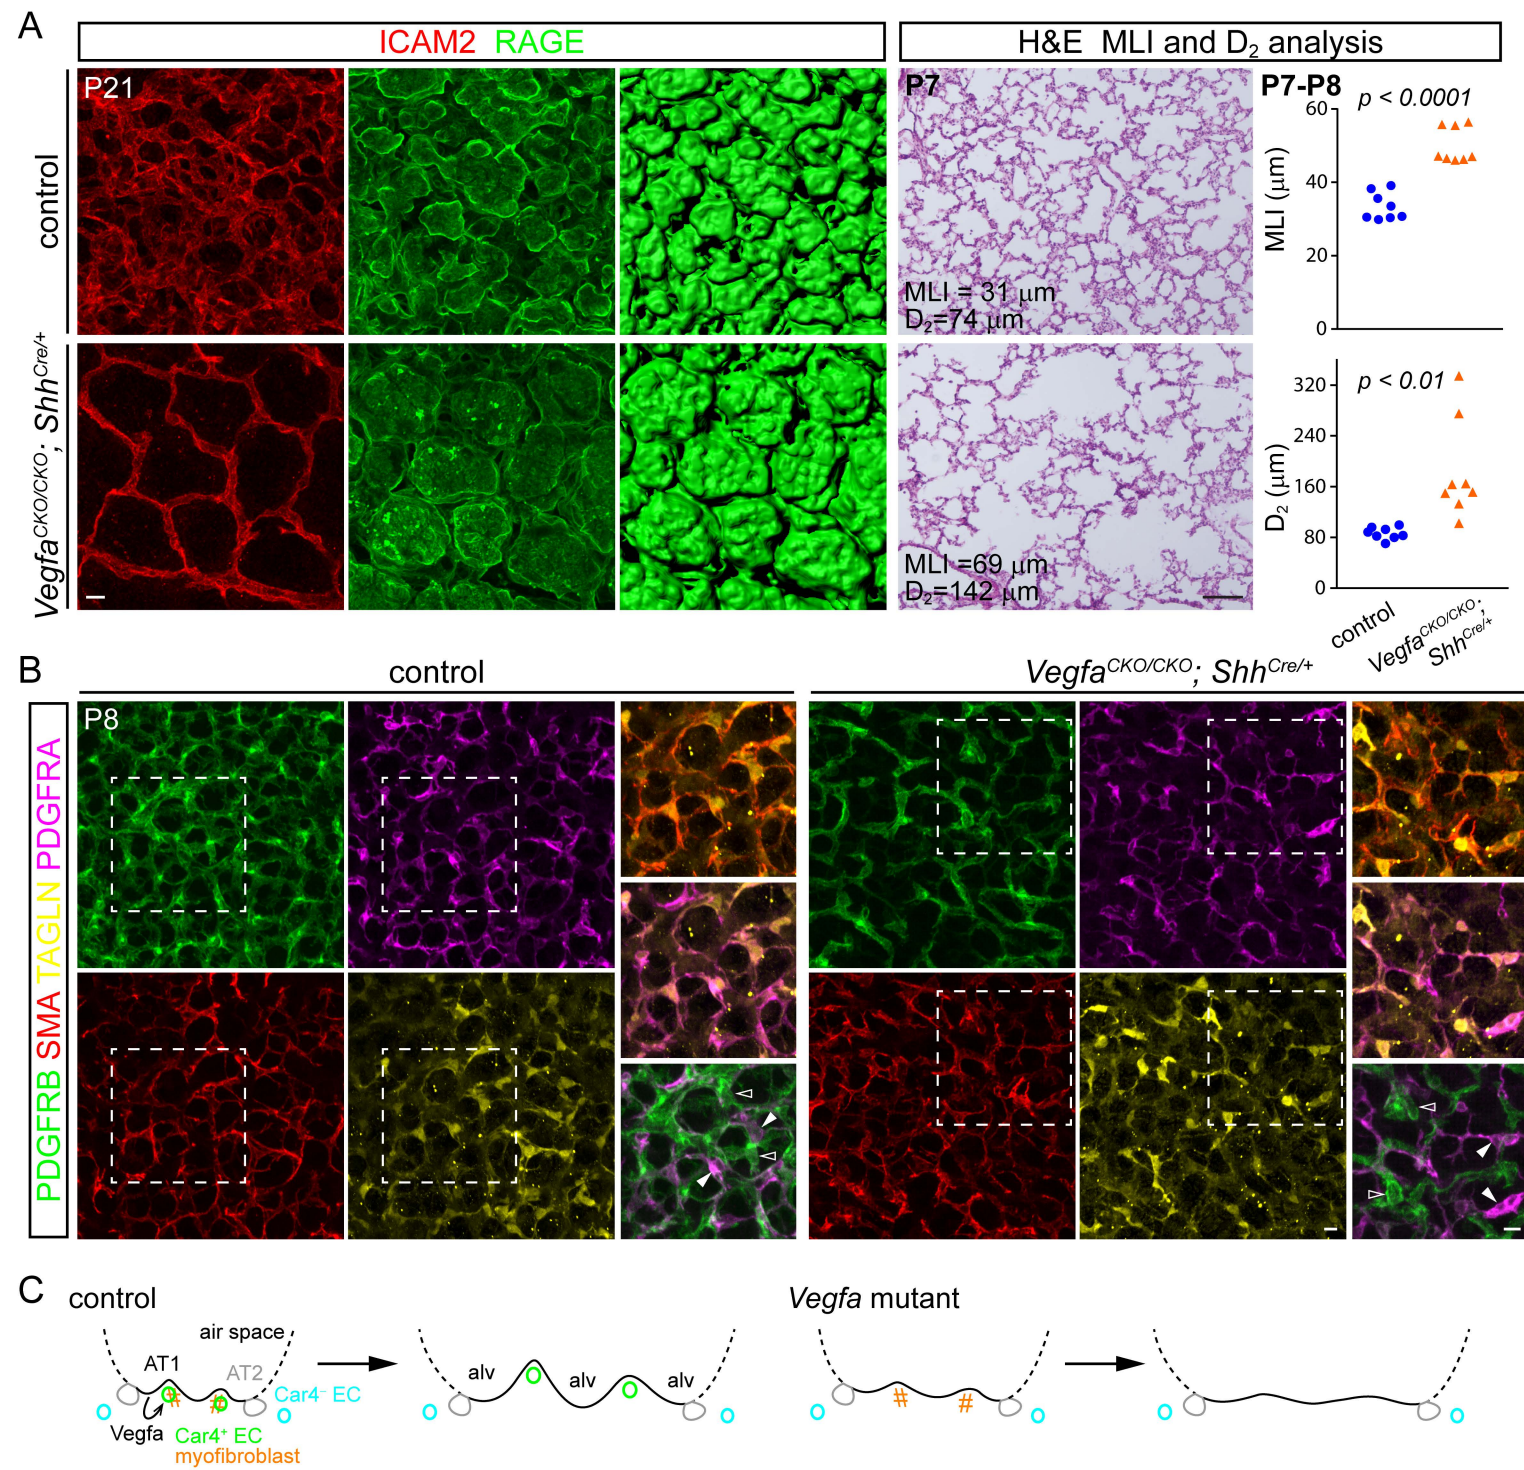 A
ICAM2 RAGE
H&E MLI and D₂ analysis
control
VegfaCKO/CKO; ShhCre/+
P21
P7
MLI = 31 μm
D₂=74 μm
MLI =69 μm
D₂=142 μm
P7-P8
p < 0.0001
MLI (μm)
60
40
20
0
p < 0.01
D₂ (μm)
320
240
160
80
0
control
VegfaCKO/CKO;
ShhCre/+
B
control
VegfaCKO/CKO; ShhCre/+
PDGFRB SMA TAGLN PDGFRA
P8
C
control
Vegfa mutant
air space
AT1
AT2
Car4⁻ EC
Vegfa
Car4⁺ EC
myofibroblast
alv
alv
alv